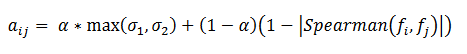 a_{ij} = α * max(σ_1, σ_2) + (1 − α)(1 − |Spearman(f_i, f_j)|)